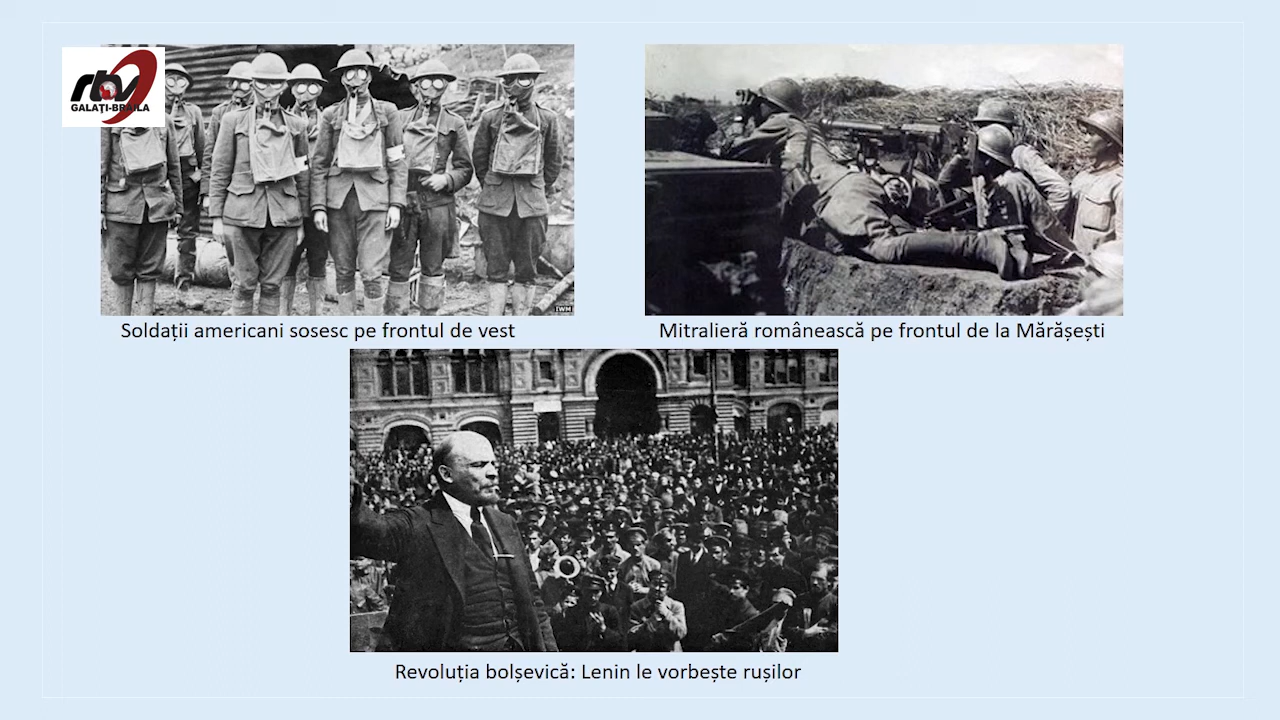 rtv
GALAȚI-BRĂILA
IWM
Soldații americani sosesc pe frontul de vest
Mitralieră românească pe frontul de la Mărășești
Revoluția bolșevică: Lenin le vorbește rușilor